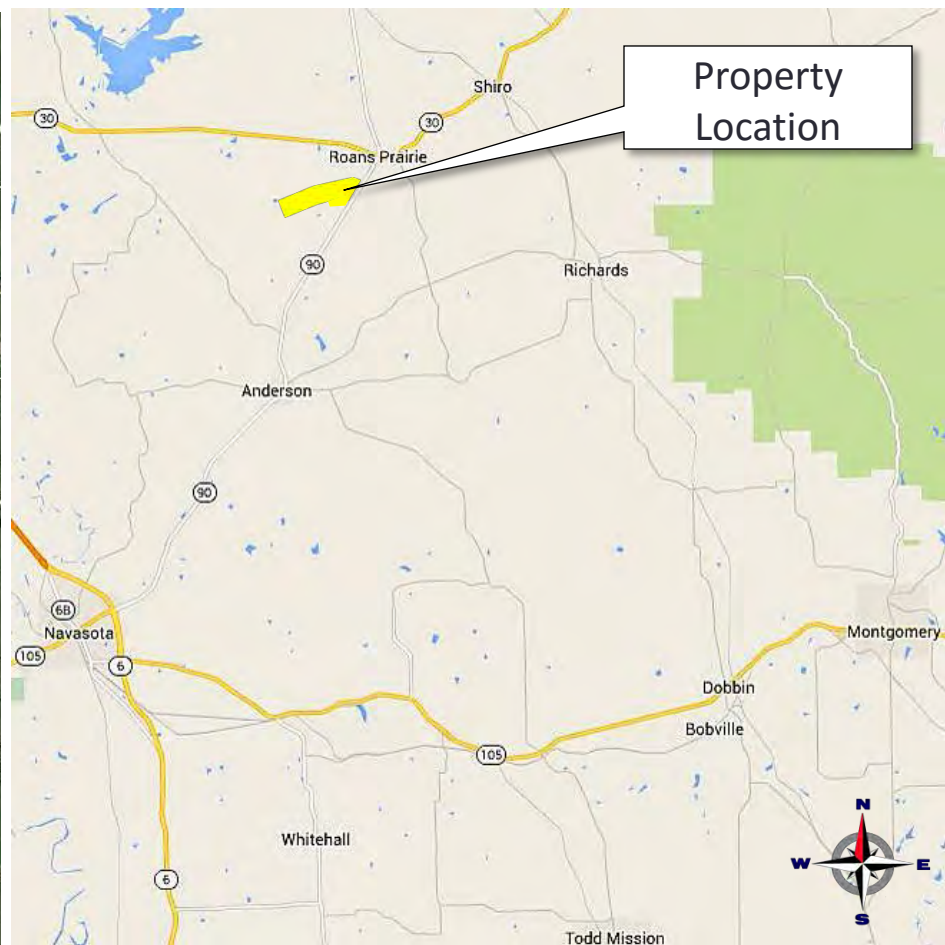 Property
Location
Shiro
30
30
Roans Prairie
90
Richards
Anderson
90
6B
Navasota
105
6
Montgomery
Dobbin
Bobville
105
Whitehall
6
Todd Mission
N
W
E
S